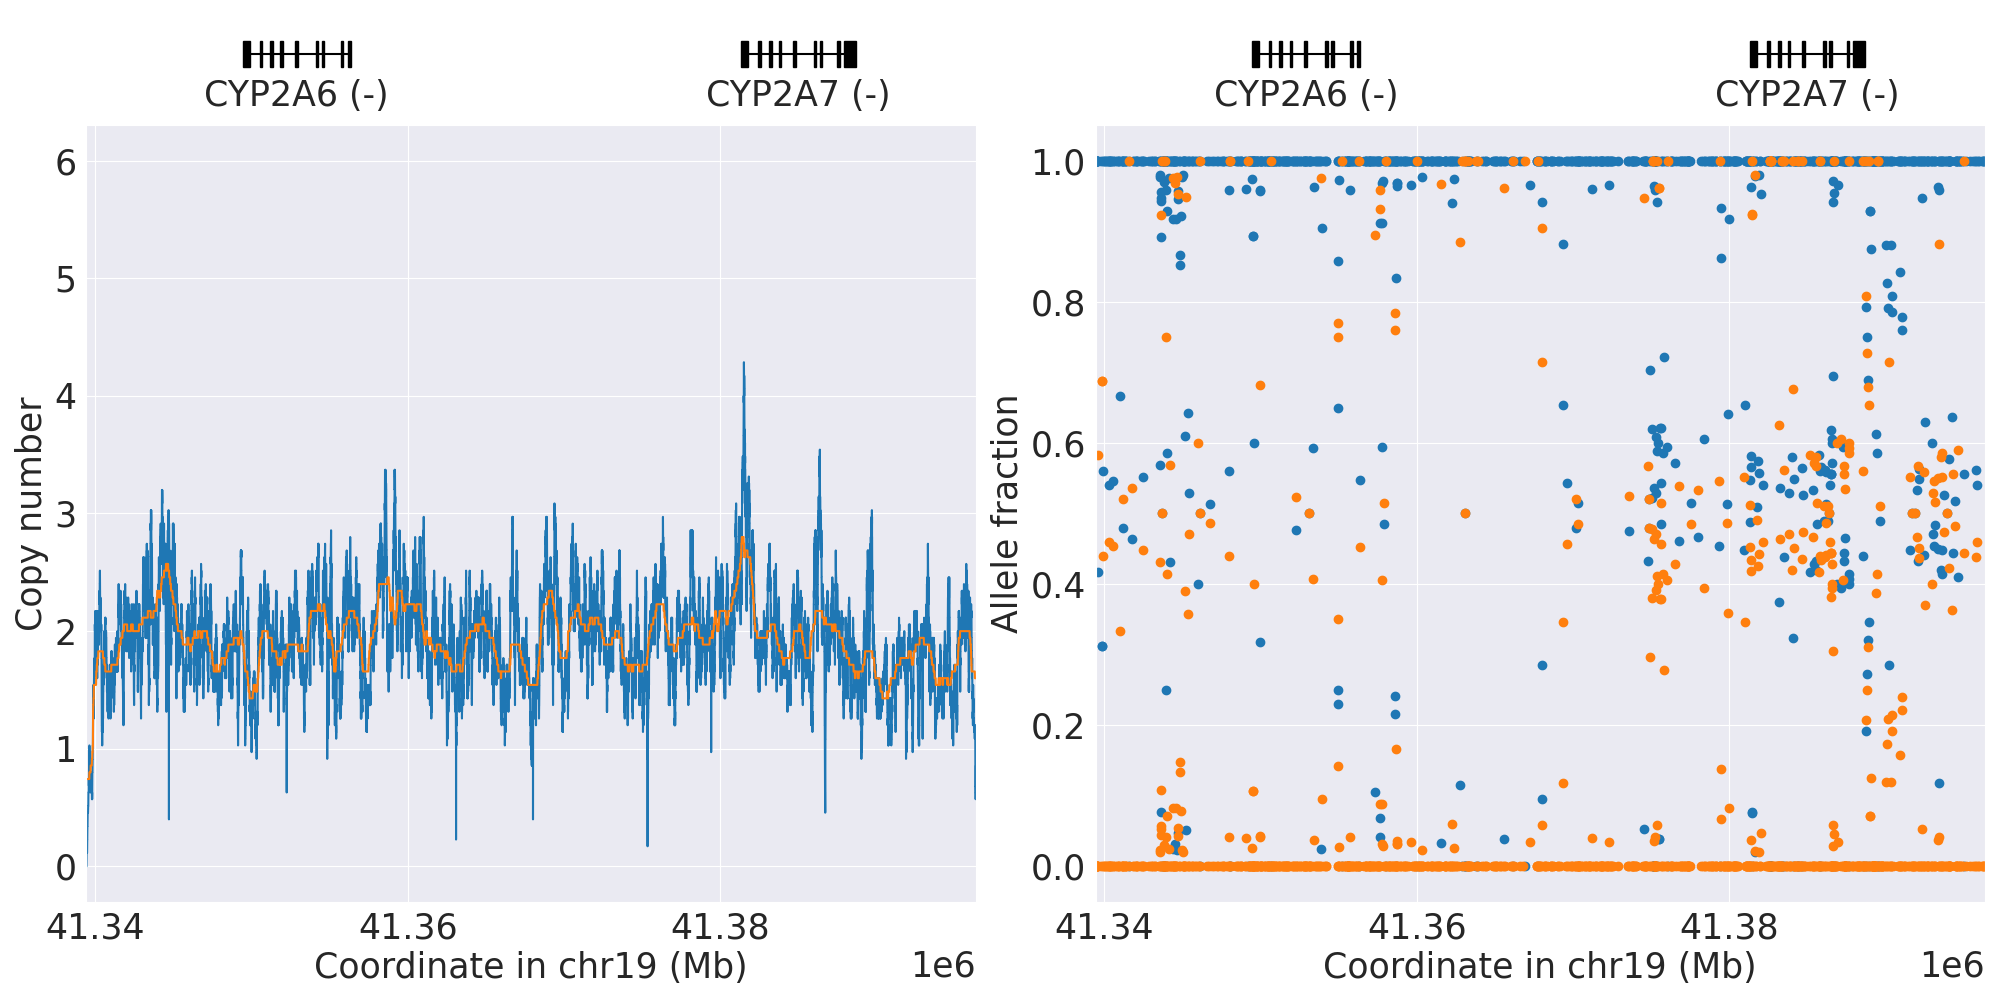 CYP2A6 (-) CYP2A7 (-) CYP2A6 (-) CYP2A7 (-)
6
5
4
3
2
1
0
Copy number
41.34 41.36 41.38
Coordinate in chr19 (Mb) 1e6
1.0
0.8
0.6
0.4
0.2
0.0
Allele fraction
41.34 41.36 41.38
Coordinate in chr19 (Mb) 1e6